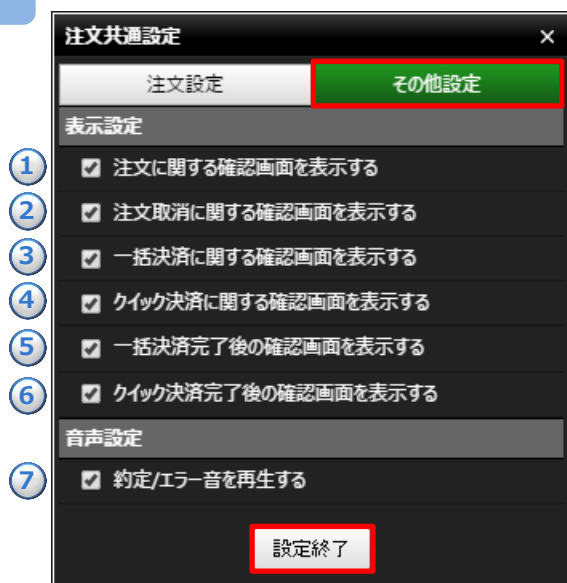 注文共通設定 ×
注文設定 その他設定
表示設定
1 注文に関する確認画面を表示する
2 注文取消に関する確認画面を表示する
3 一括決済に関する確認画面を表示する
4 クイック決済に関する確認画面を表示する
5 一括決済完了後の確認画面を表示する
6 クイック決済完了後の確認画面を表示する
音声設定
7 約定/エラー音を再生する
設定終了